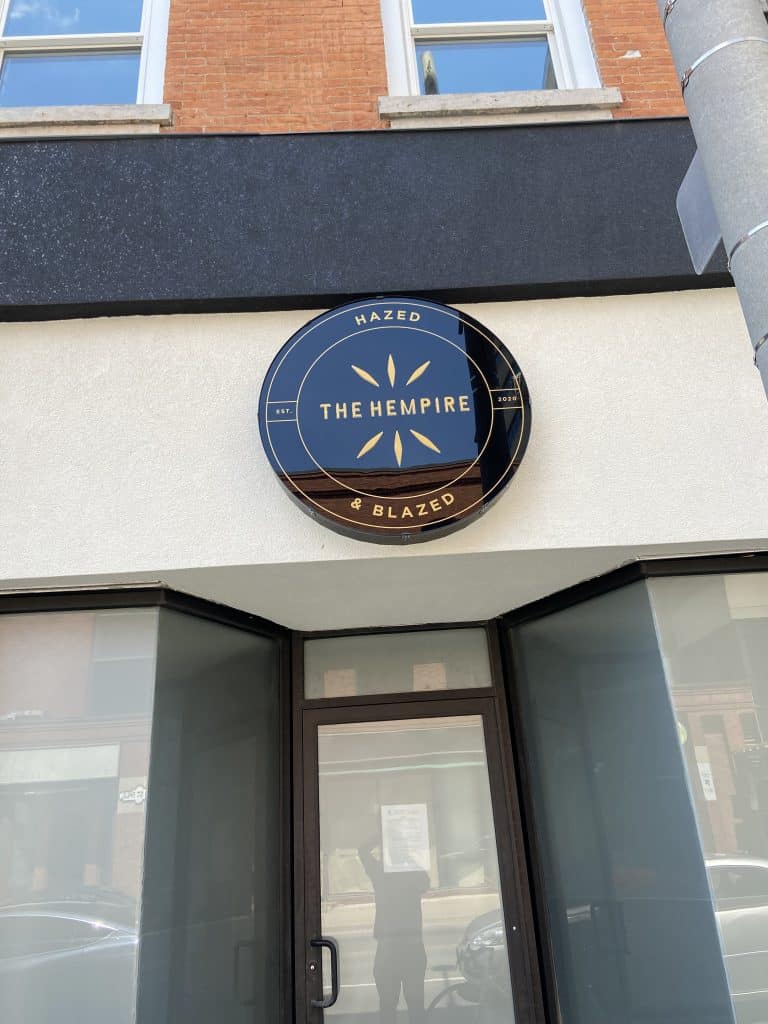 HAZED
EST.
THE HEMPIRE
2020
& BLAZED